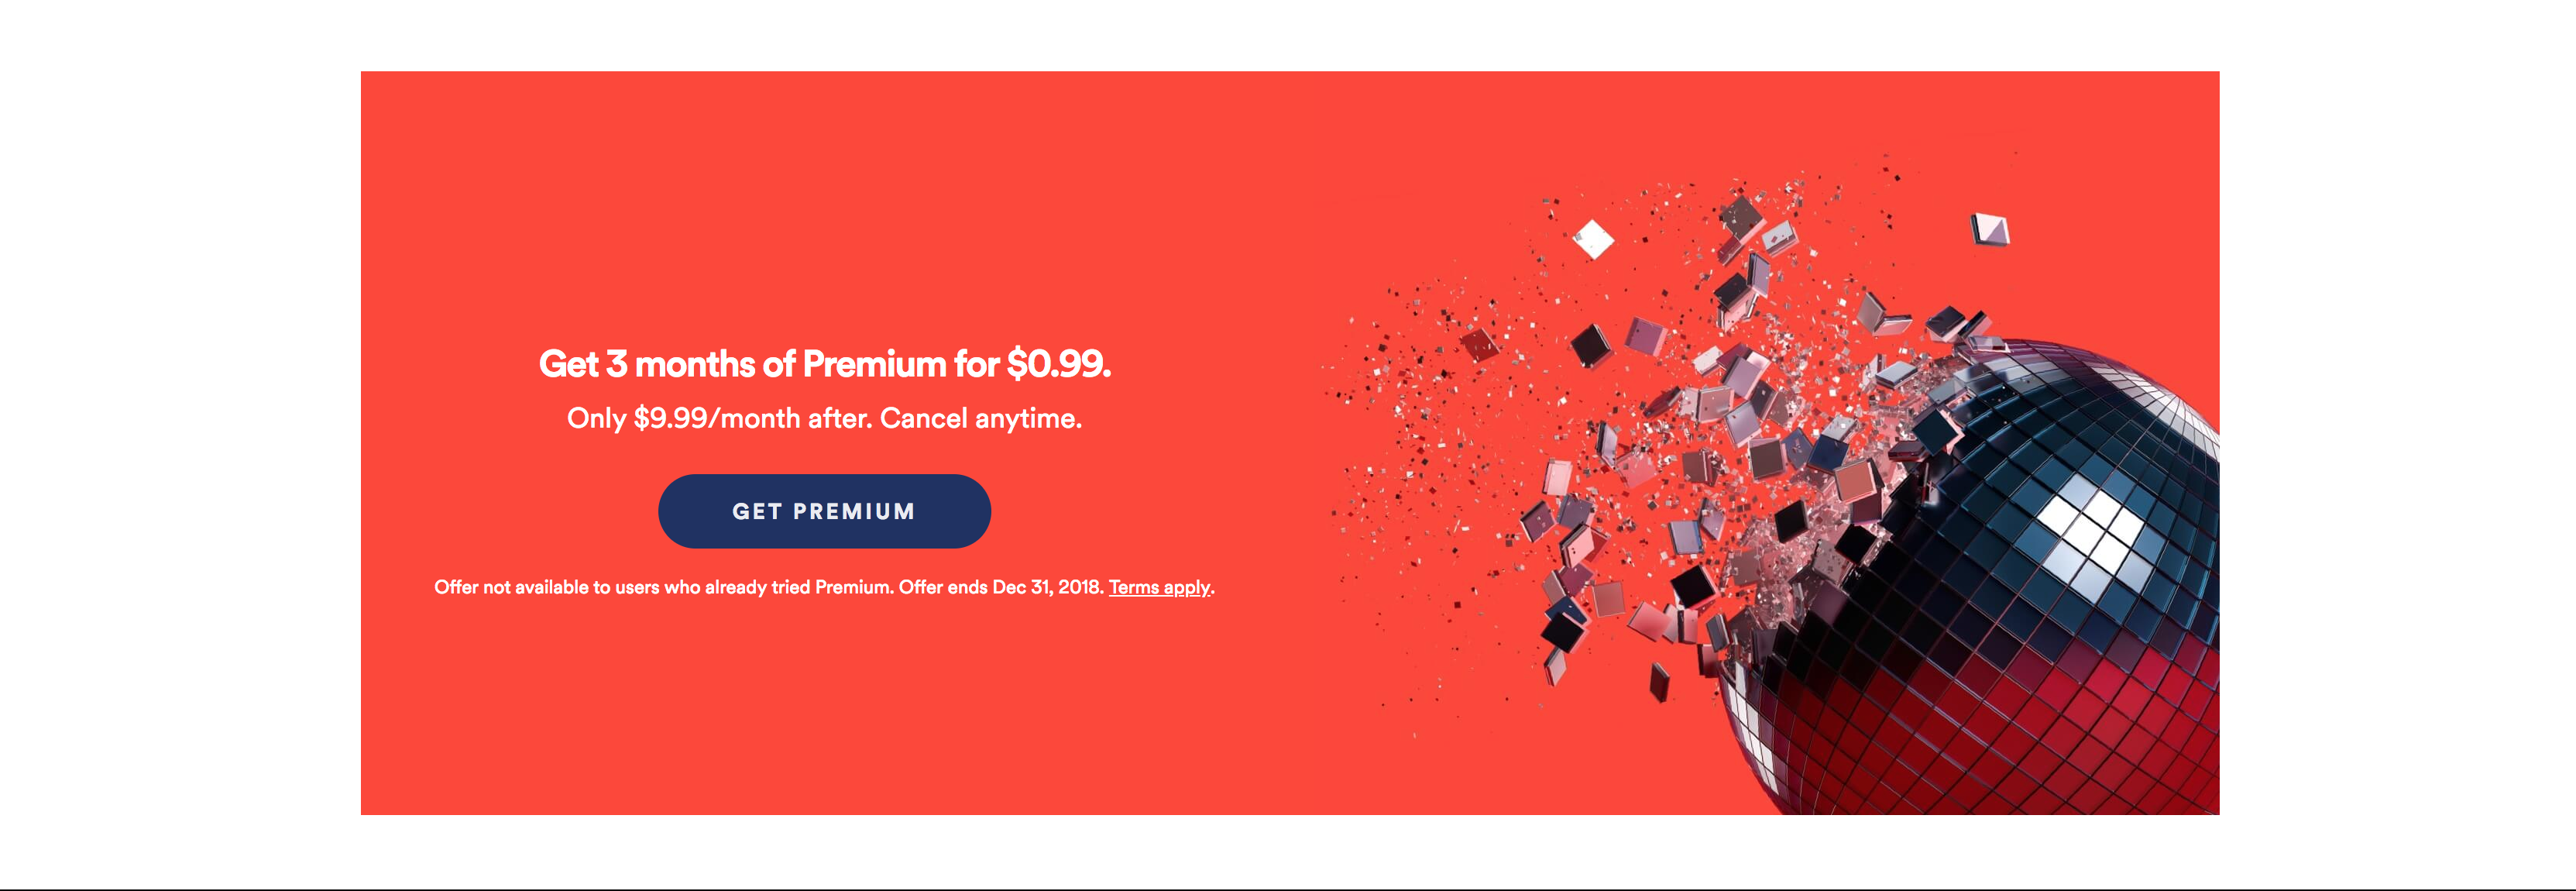 Get 3 months of Premium for $0.99.
Only $9.99/month after. Cancel anytime.
GET PREMIUM
Offer not available to users who already tried Premium. Offer ends Dec 31, 2018. Terms apply.